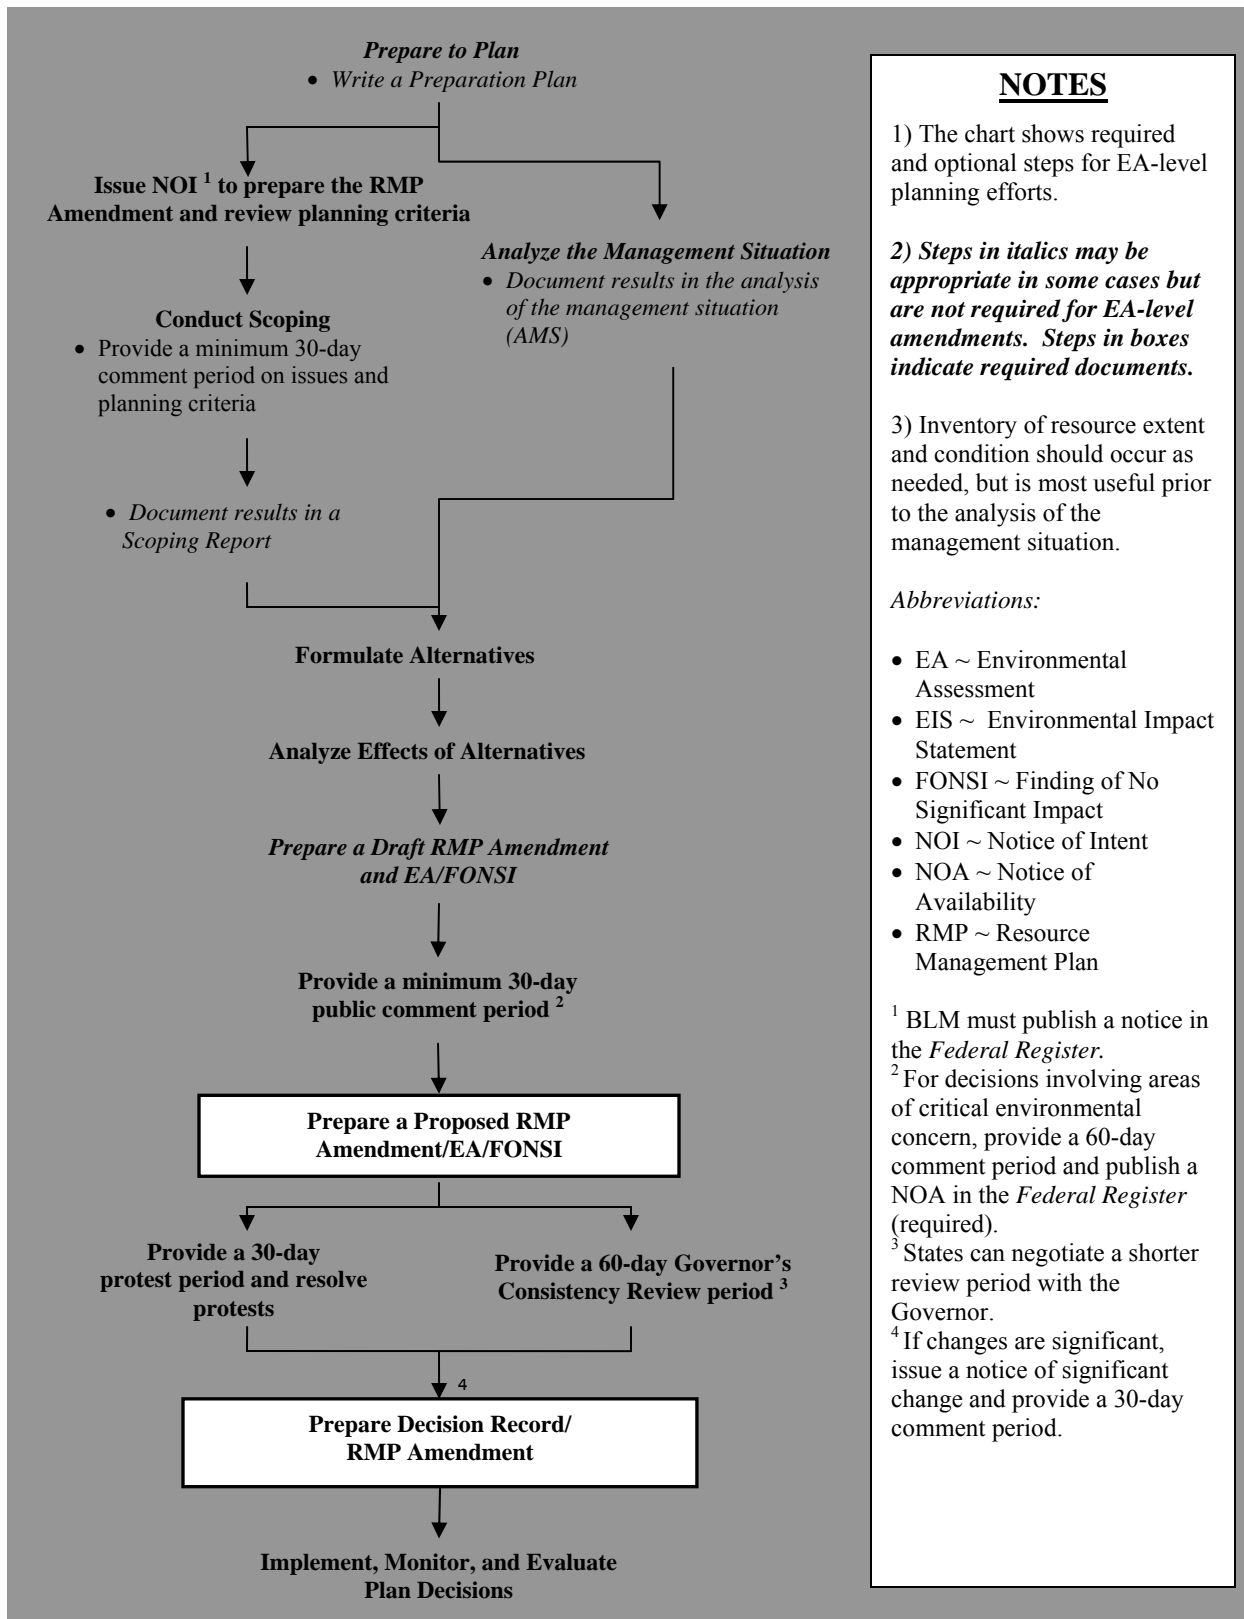 Prepare to Plan
• Write a Preparation Plan
Issue NOI 1 to prepare the RMP
Amendment and review planning criteria
Conduct Scoping
• Provide a minimum 30-day
comment period on issues and
planning criteria
• Document results in a
Scoping Report
Analyze the Management Situation
• Document results in the analysis
of the management situation
(AMS)
Formulate Alternatives
Analyze Effects of Alternatives
Prepare a Draft RMP Amendment
and EA/FONSI
Provide a minimum 30-day
public comment period 2
Prepare a Proposed RMP
Amendment/EA/FONSI
Provide a 30-day
protest period and resolve
protests
Provide a 60-day Governor's
Consistency Review period 3
4
Prepare Decision Record/
RMP Amendment
Implement, Monitor, and Evaluate
Plan Decisions
NOTES
1) The chart shows required
and optional steps for EA-level
planning efforts.
2) Steps in italics may be
appropriate in some cases but
are not required for EA-level
amendments. Steps in boxes
indicate required documents.
3) Inventory of resource extent
and condition should occur as
needed, but is most useful prior
to the analysis of the
management situation.
Abbreviations:
• EA ~ Environmental
Assessment
• EIS ~ Environmental Impact
Statement
• FONSI ~ Finding of No
Significant Impact
• NOI ~ Notice of Intent
• NOA ~ Notice of
Availability
• RMP ~ Resource
Management Plan
1 BLM must publish a notice in
the Federal Register.
2 For decisions involving areas
of critical environmental
concern, provide a 60-day
comment period and publish a
NOA in the Federal Register
(required).
3 States can negotiate a shorter
review period with the
Governor.
4 If changes are significant,
issue a notice of significant
change and provide a 30-day
comment period.